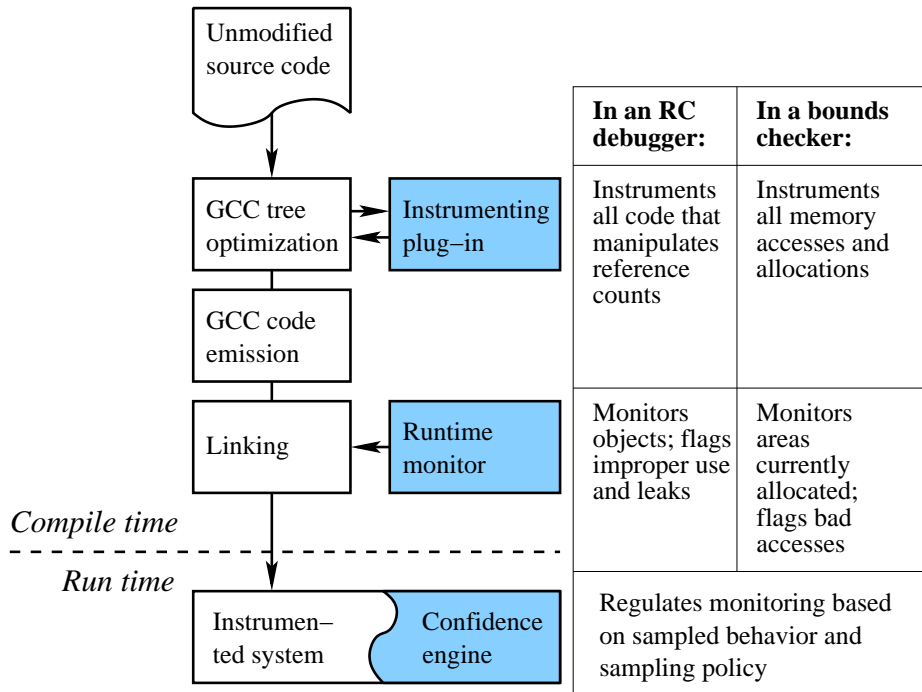 Unmodified
source code
In an RC
debugger:
In a bounds
checker:
GCC tree
optimization
Instrumenting
plug–in
Instruments
all code that
manipulates
reference
counts
Instruments
all memory
accesses and
allocations
GCC code
emission
Linking
Runtime
monitor
Monitors
objects; flags
improper use
and leaks
Monitors
areas
currently
allocated;
flags bad
accesses
Compile time
Run time
Instrumen–
ted system
Confidence
engine
Regulates monitoring based
on sampled behavior and
sampling policy